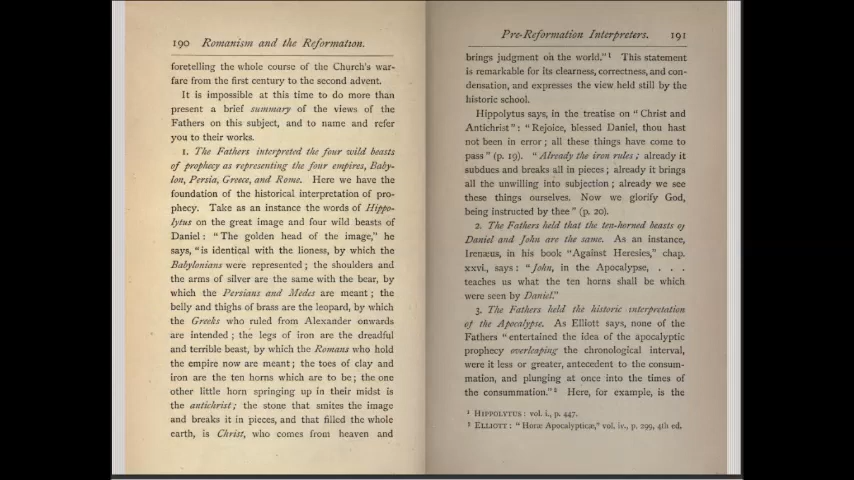 190 Romanism and the Reformation.
foretelling the whole course of the Church's war-
fare from the first century to the second advent.
It is impossible at this time to do more than
present a brief summary of the views of the
Fathers on this subject, and to name and refer
you to their works.
1. The Fathers interpreted the four wild beasts
of prophecy as representing the four empires, Baby-
lon, Persia, Greece, and Rome. Here we have the
foundation of the historical interpretation of pro-
phecy. Take as an instance the words of Hippo-
lytus on the great image and four wild beasts of
Daniel : " The golden head of the image," he
says, " is identical with the lioness, by which the
Babylonians were represented ; the shoulders and
the arms of silver are the same with the bear, by
which the Persians and Medes are meant ; the
belly and thighs of brass are the leopard, by which
the Greeks who ruled from Alexander onwards
are intended ; the legs of iron are the dreadful
and terrible beast, by which the Romans who hold
the empire now are meant ; the toes of clay and
iron are the ten horns which are to be ; the one
other little horn springing up in their midst is
the antichrist ; the stone that smites the image
and breaks it in pieces, and that filled the whole
earth, is Christ, who comes from heaven and
Pre-Reformation Interpreters. 191
brings judgment on the world." 1 This statement
is remarkable for its clearness, correctness, and con-
densation, and expresses the view held still by the
historic school.
Hippolytus says, in the treatise on " Christ and
Antichrist " : " Rejoice, blessed Daniel, thou hast
not been in error ; all these things have come to
pass " (p. 19). " Already the iron rules ; already it
subdues and breaks all in pieces ; already it brings
all the unwilling into subjection ; already we see
these things ourselves. Now we glorify God,
being instructed by thee " (p. 20).
2. The Fathers held that the ten-horned beasts of
Daniel and John are the same. As an instance,
Irenæus, in his book " Against Heresies," chap.
xxvi., says : " John, in the Apocalypse, . . .
teaches us what the ten horns shall be which
were seen by Daniel."
3. The Fathers held the historic interpretation
of the Apocalypse. As Elliott says, none of the
Fathers " entertained the idea of the apocalyptic
prophecy overleaping the chronological interval,
were it less or greater, antecedent to the consum-
mation, and plunging at once into the times of
the consummation." 2 Here, for example, is the
1 HIPPOLYTUS : vol. i., p. 447.
2 ELLIOTT : " Horæ Apocalypticæ," vol. iv., p. 299, 4th ed.